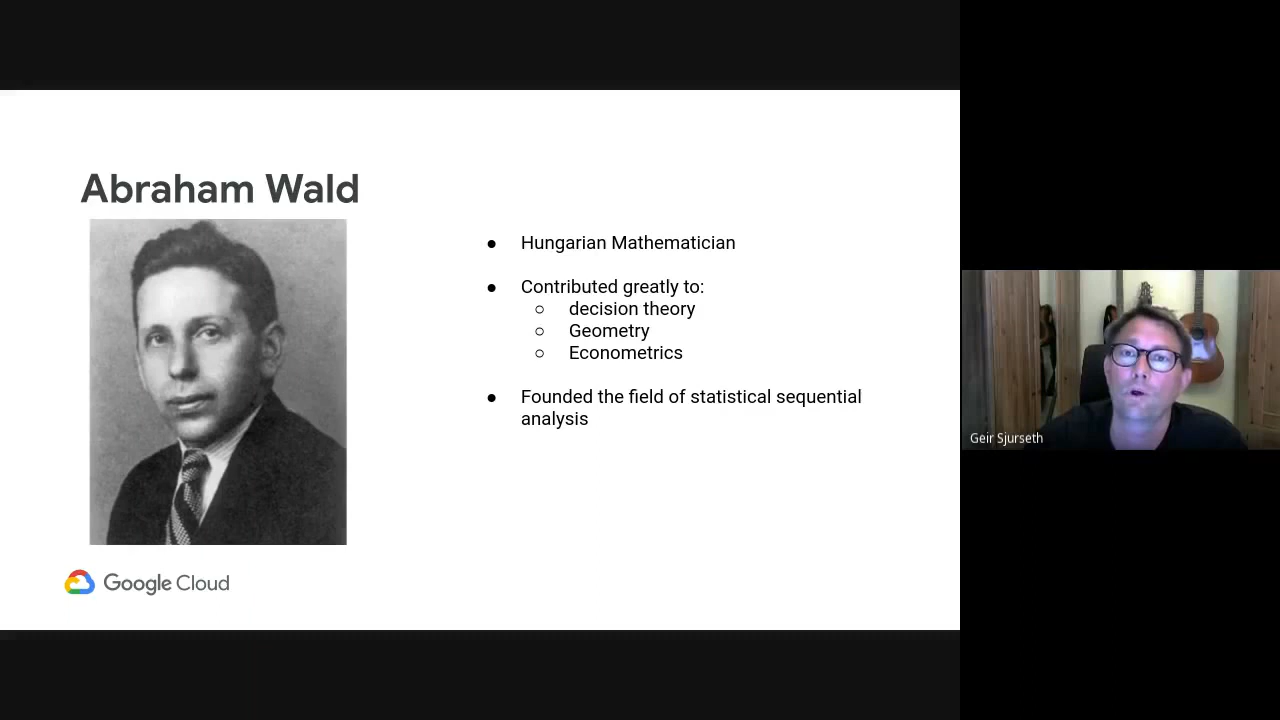 Abraham Wald
● Hungarian Mathematician
● Contributed greatly to:
○ decision theory
○ Geometry
○ Econometrics
● Founded the field of statistical sequential
analysis
Google Cloud
Geir Sjurseth